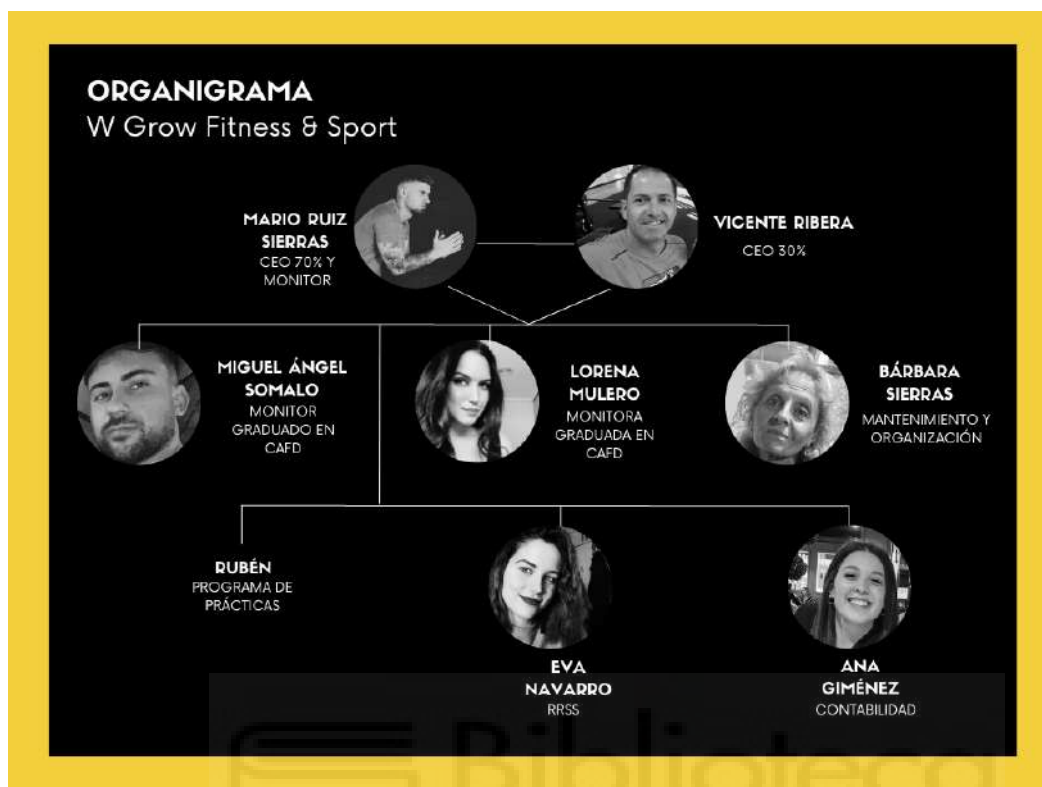 ORGANIGRAMA
W Grow Fitness & Sport
MARIO RUIZ
SIERRAS
CEO 70% Y
MONITOR
VICENTE RIBERA
CEO 30%
MIGUEL ÁNGEL
SOMALO
MONITOR
GRADUADO EN
CAFD
LORENA
MULERO
MONITORA
GRADUADA EN
CAFD
BÁRBARA
SIERRAS
MANTENIMIENTO Y
ORGANIZACIÓN
RUBÉN
PROGRAMA DE
PRÁCTICAS
EVA
NAVARRO
RRSS
ANA
GIMÉNEZ
CONTABILIDAD
Biblioteca